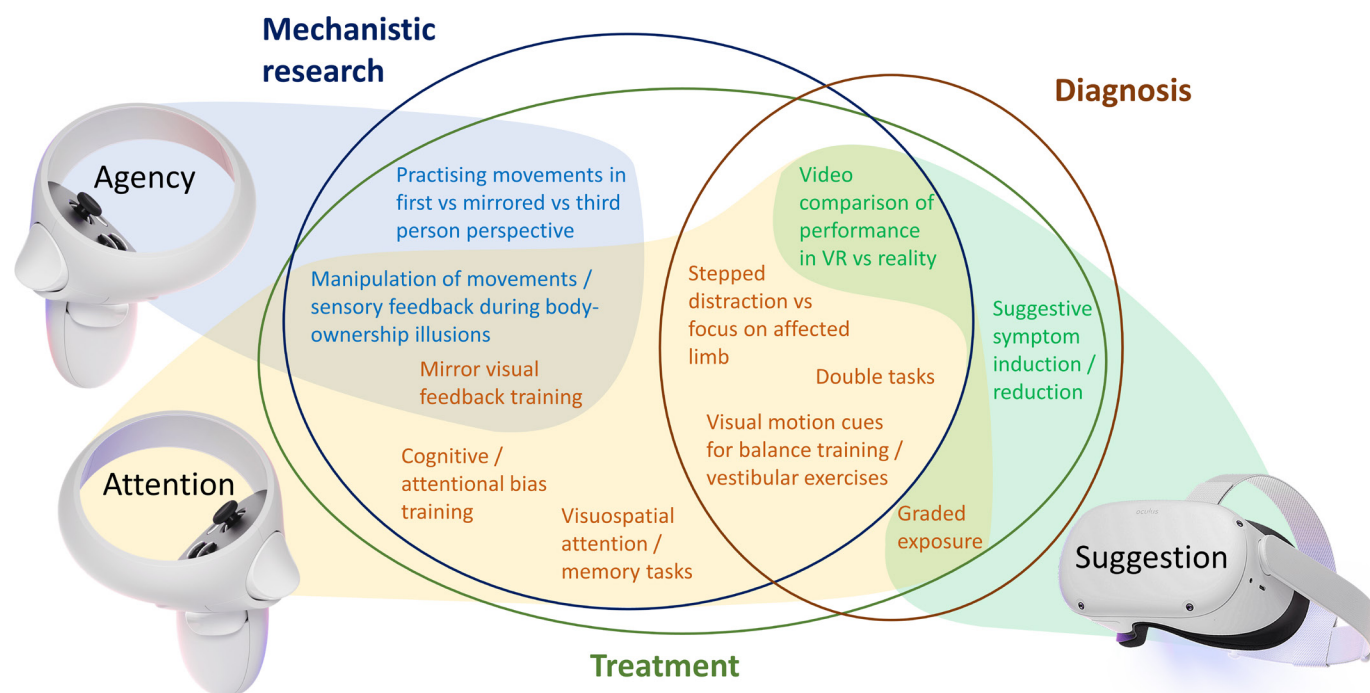 Mechanistic
research
Diagnosis
Agency
Practising movements in
first vs mirrored vs third
person perspective
Video
comparison of
performance
in VR vs reality
Manipulation of movements /
sensory feedback during body-
ownership illusions
Stepped
distraction vs
focus on affected
limb
Suggestive
symptom
induction /
reduction
Mirror visual
feedback training
Double tasks
Visual motion cues
for balance training /
vestibular exercises
Attention
Cognitive /
attentional bias
training
Visuospatial
attention /
memory tasks
Graded
exposure
oculus
Suggestion
Treatment